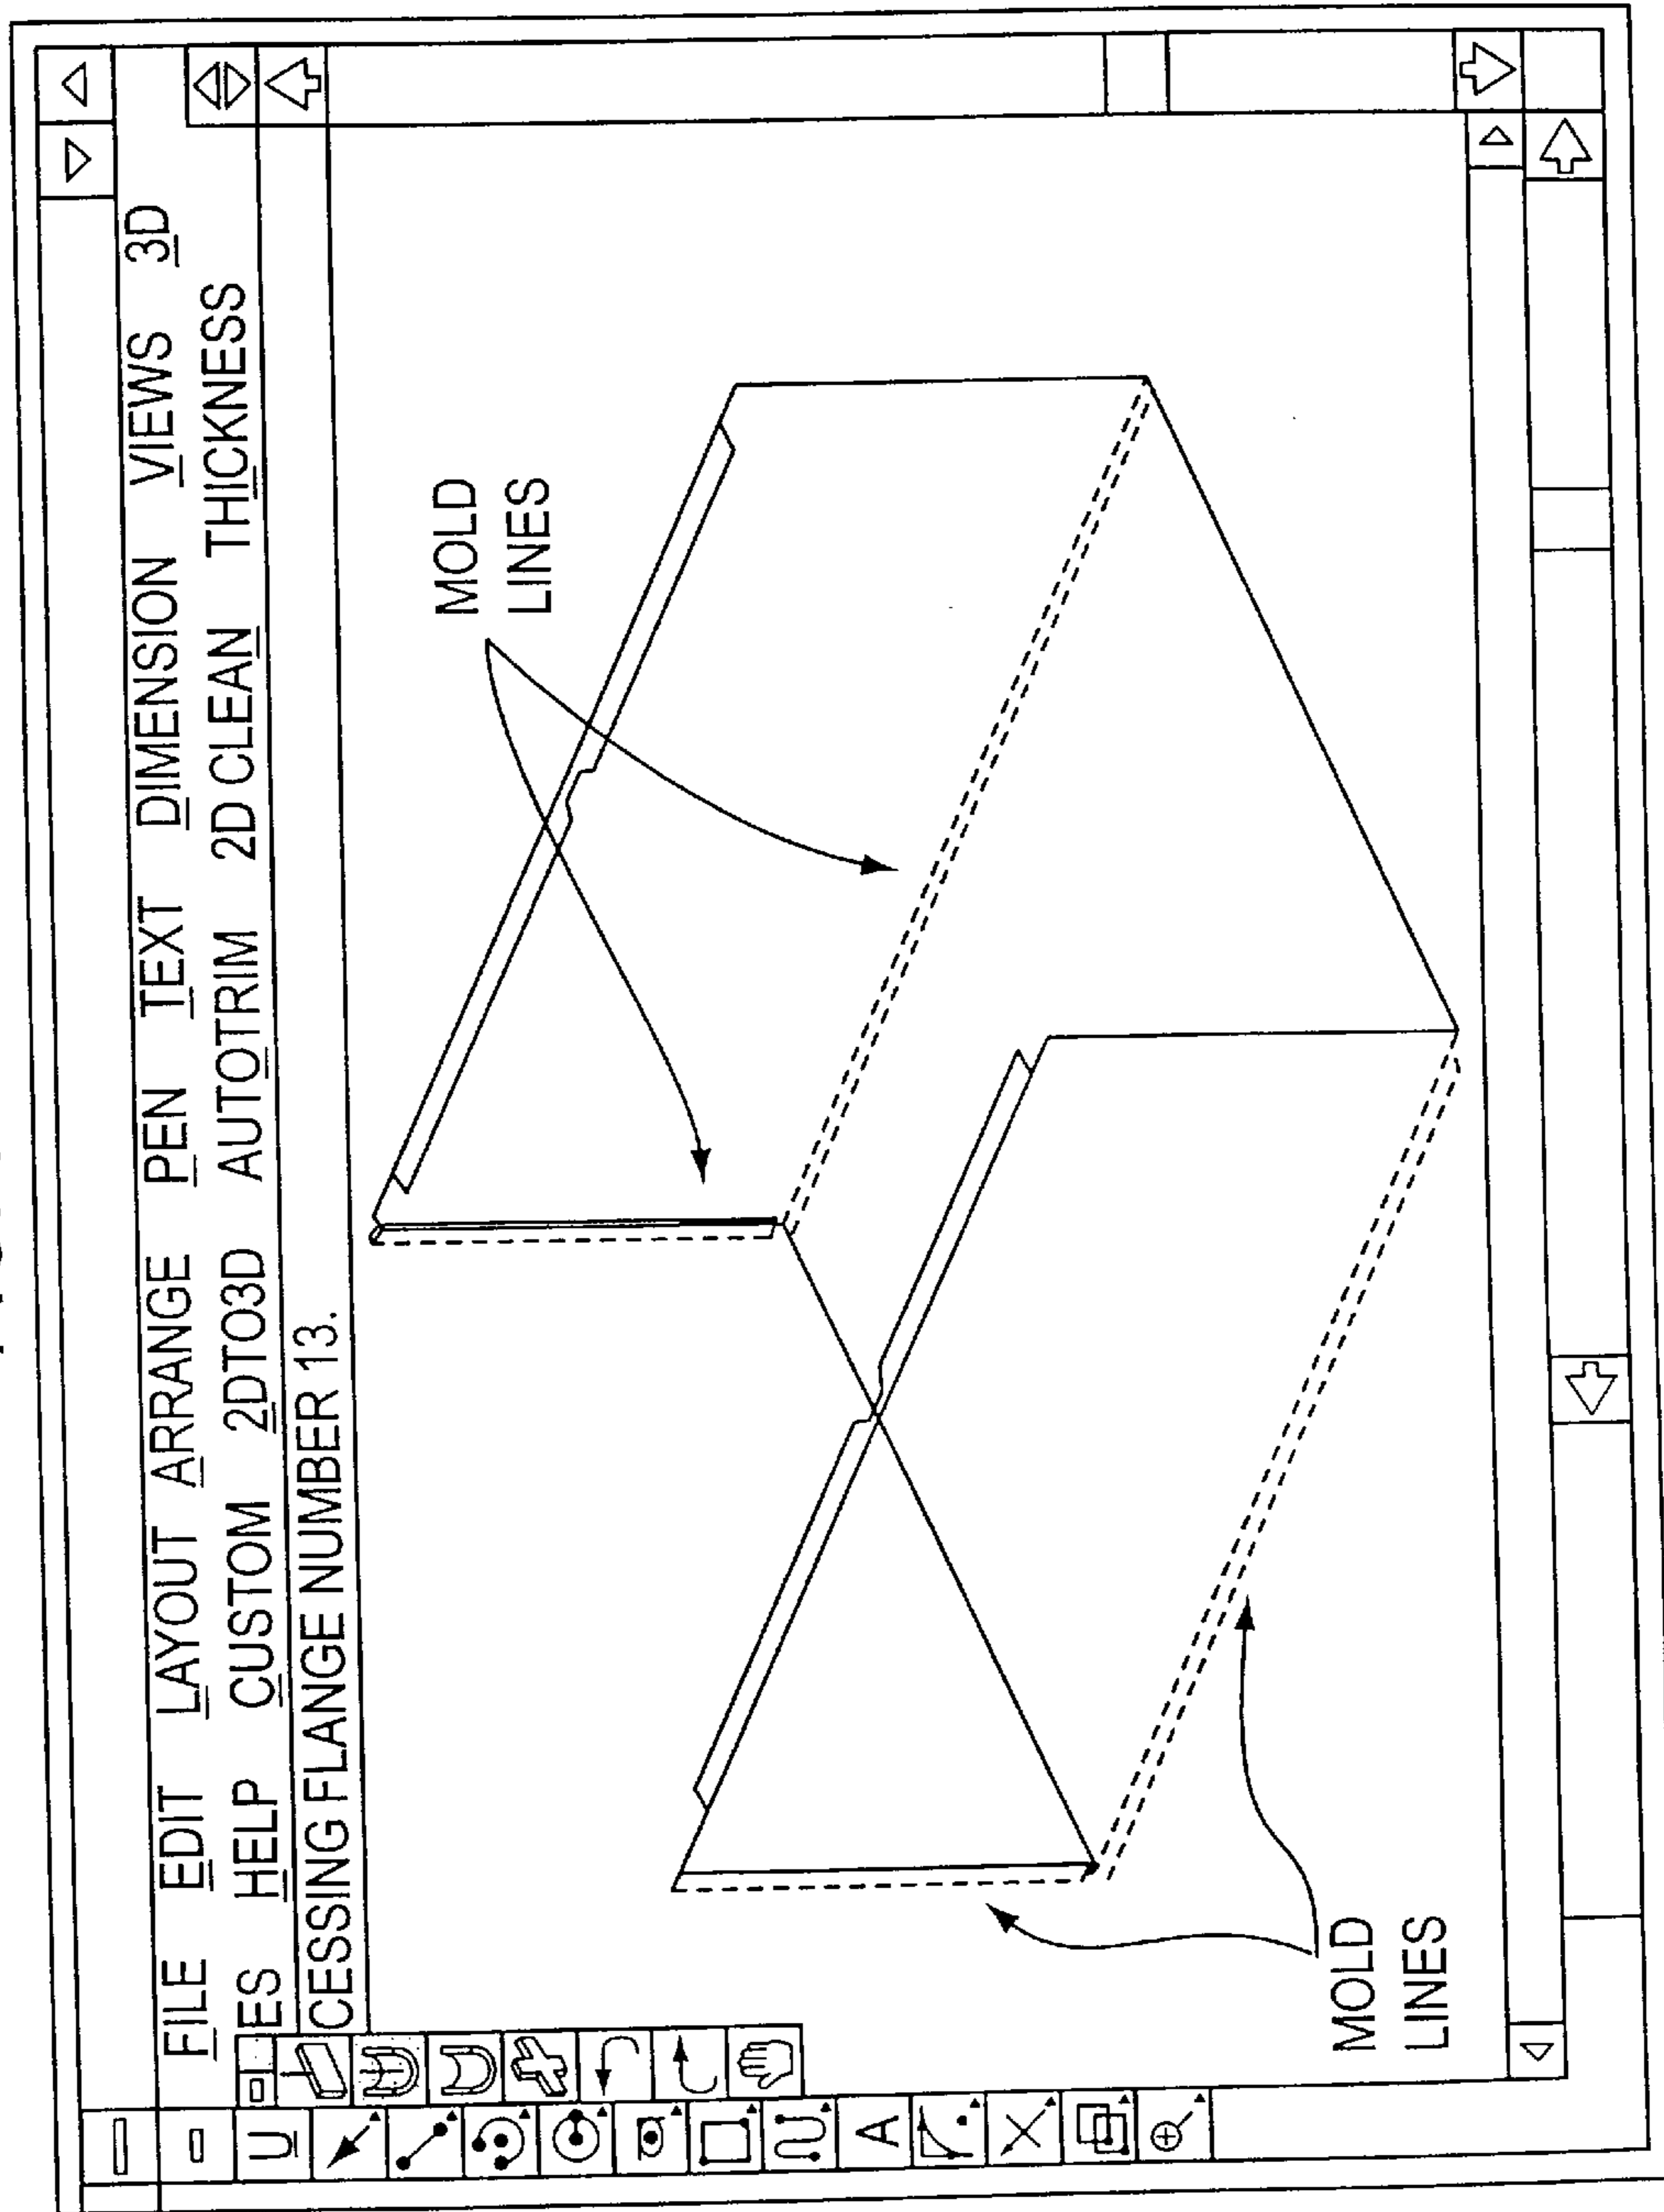 FILE EDIT LAYOUT ARRANGE PEN TEXT DIMENSION VIEWS 3D
ES HELP CUSTOM 2DTO3D AUTOTRIM 2D CLEAN THICKNESS
CESSING FLANGE NUMBER 13.
U
A
MOLD
LINES
MOLD
LINES